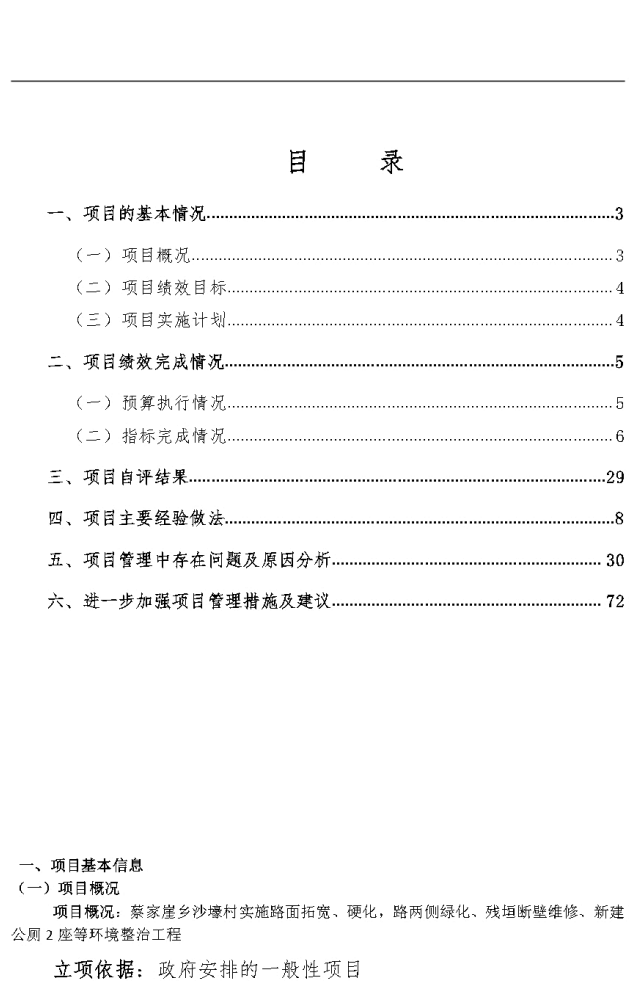 目 录
一、项目的基本情况........................................3
（一）项目概况........................................3
（二）项目绩效目标........................................4
（三）项目实施计划........................................4
二、项目绩效完成情况........................................5
（一）预算执行情况........................................5
（二）指标完成情况........................................6
三、项目自评结果........................................29
四、项目主要经验做法........................................8
五、项目管理中存在问题及原因分析........................................30
六、进一步加强项目管理措施及建议........................................72
一、项目基本信息
（一）项目概况
项目概况：蔡家崖乡沙壕村实施路面拓宽、硬化，路两侧绿化、残垣断壁维修、新建
公厕 2 座等环境整治工程
立项依据：政府安排的一般性项目